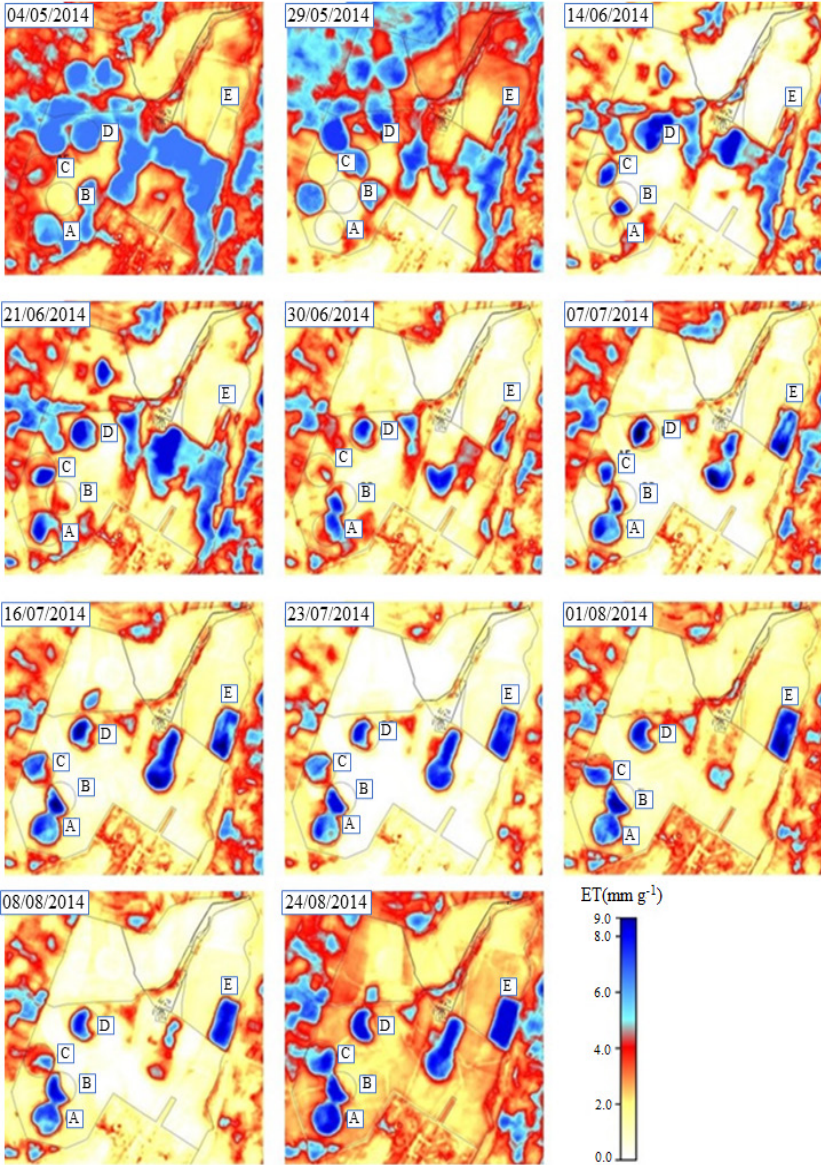 04/05/2014
29/05/2014
14/06/2014
E
E
E
D
D
D
C
C
C
B
B
B
A
A
A
21/06/2014
30/06/2014
07/07/2014
E
E
E
D
D
D
C
C
C
B
B
B
A
A
A
16/07/2014
23/07/2014
01/08/2014
E
E
E
D
D
D
C
C
C
B
B
B
A
A
A
08/08/2014
24/08/2014
ET(mm g-1)
9.0
8.0
6.0
4.0
2.0
0.0
E
E
D
D
C
C
B
B
A
A